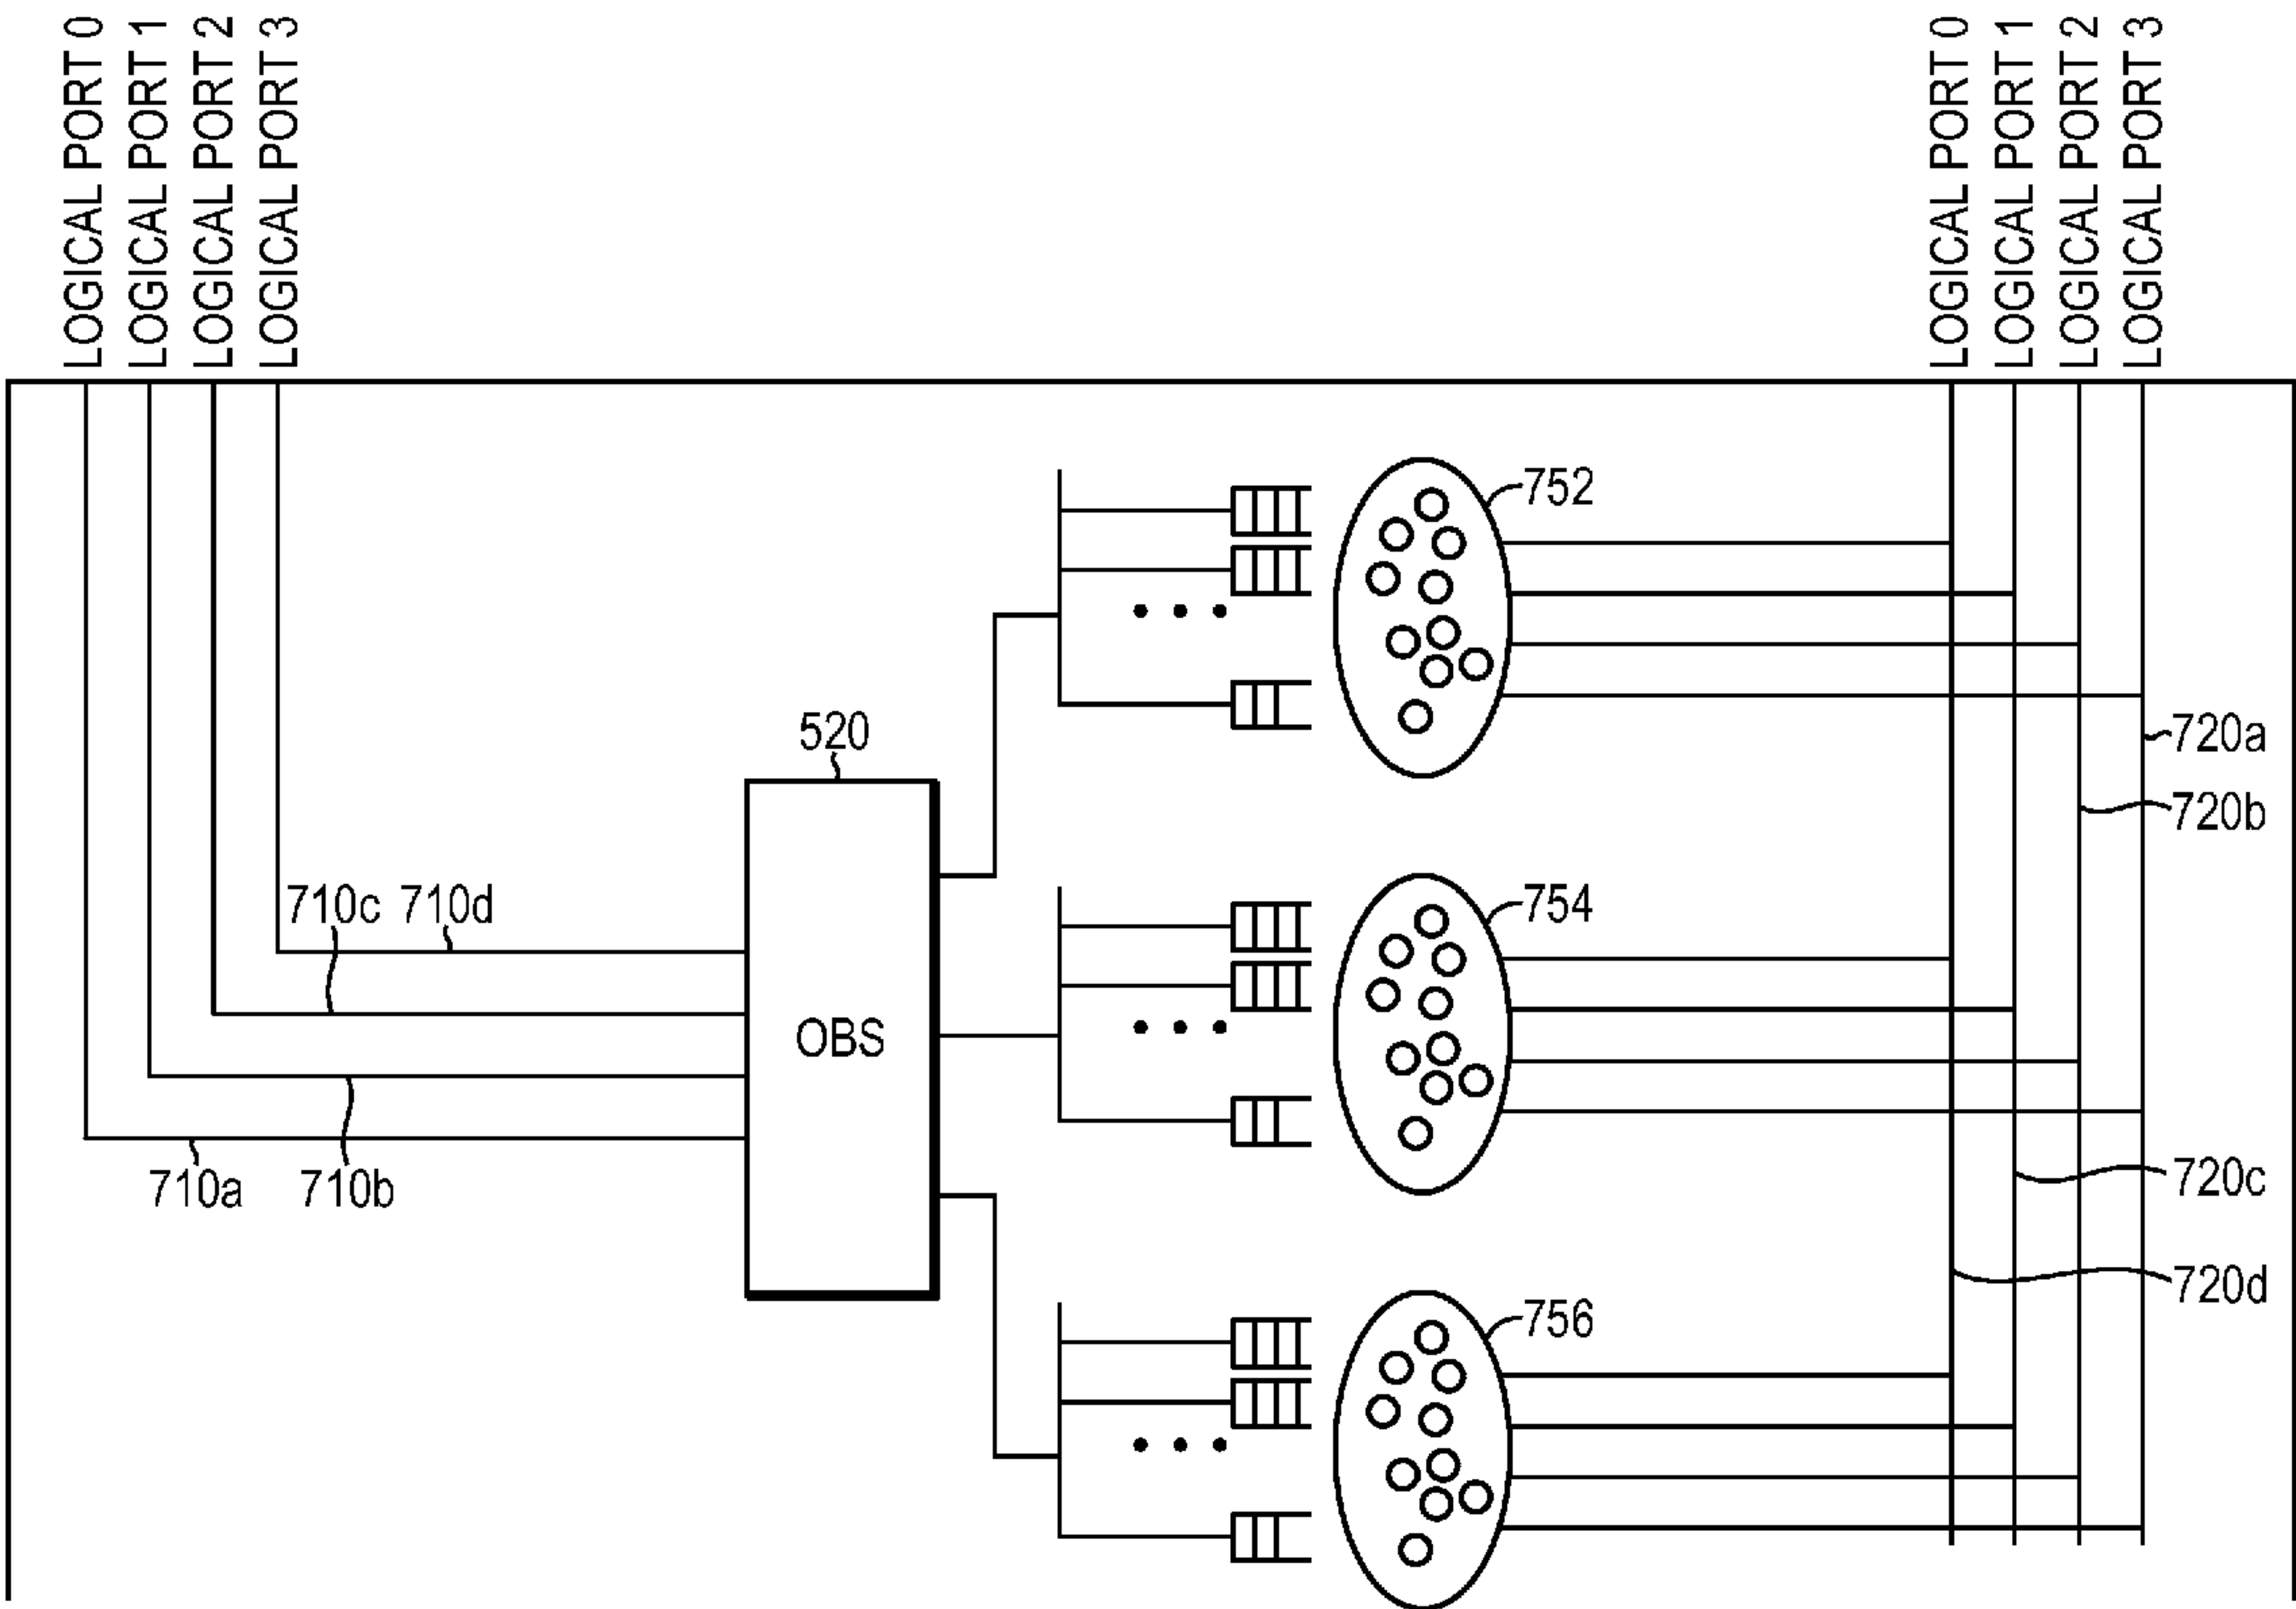 LOGICAL PORT 0
LOGICAL PORT 1
LOGICAL PORT 2
LOGICAL PORT 3
LOGICAL PORT 0
LOGICAL PORT 1
LOGICAL PORT 2
LOGICAL PORT 3
752
520
720a
720b
710c 710d
754
OBS
710a 710b
720c
720d
756